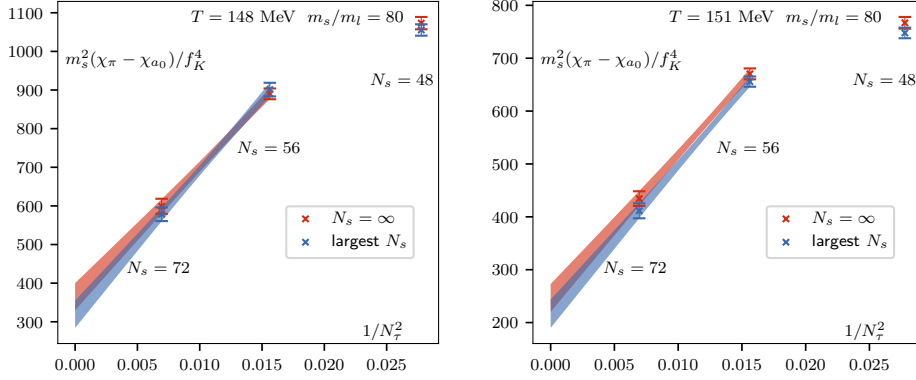 T = 148 MeV m_s/m_l = 80
1100
1000
900
800
700
600
500
400
300
m_s^2(χ_π − χ_{a_0})/f_K^4
N_s = 48
N_s = 56
N_s = 72
N_s = ∞
largest N_s
1/N_τ^2
0.000 0.005 0.010 0.015 0.020 0.025
T = 151 MeV m_s/m_l = 80
800
700
600
500
400
300
200
m_s^2(χ_π − χ_{a_0})/f_K^4
N_s = 48
N_s = 56
N_s = 72
N_s = ∞
largest N_s
1/N_τ^2
0.000 0.005 0.010 0.015 0.020 0.025